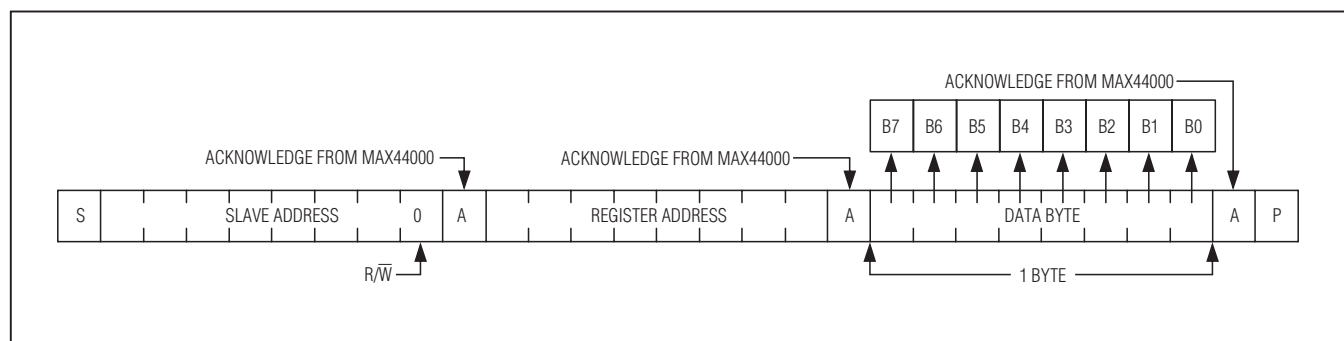 ACKNOWLEDGE FROM MAX44000
B7 B6 B5 B4 B3 B2 B1 B0
ACKNOWLEDGE FROM MAX44000
ACKNOWLEDGE FROM MAX44000
S SLAVE ADDRESS 0 A REGISTER ADDRESS A DATA BYTE A P
R/W̅
1 BYTE